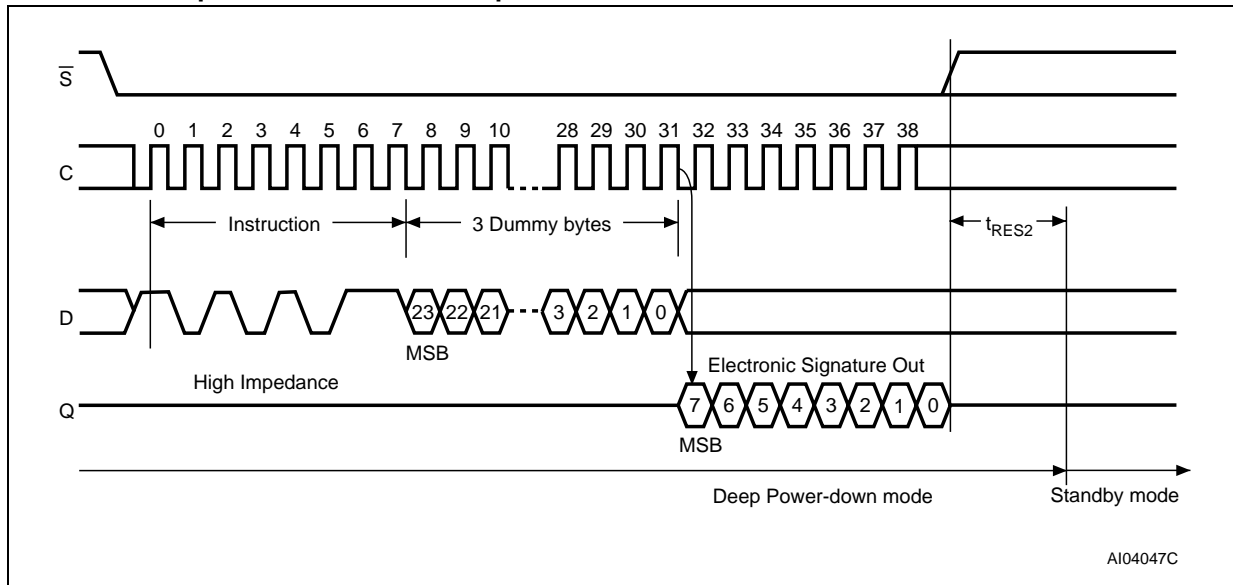 S
0 1 2 3 4 5 6 7 8 9 10 28 29 30 31 32 33 34 35 36 37 38
C
Instruction 3 Dummy bytes tRES2
D
23 22 21 3 2 1 0
MSB
Electronic Signature Out
High Impedance
Q
7 6 5 4 3 2 1 0
MSB
Deep Power-down mode Standby mode
AI04047C